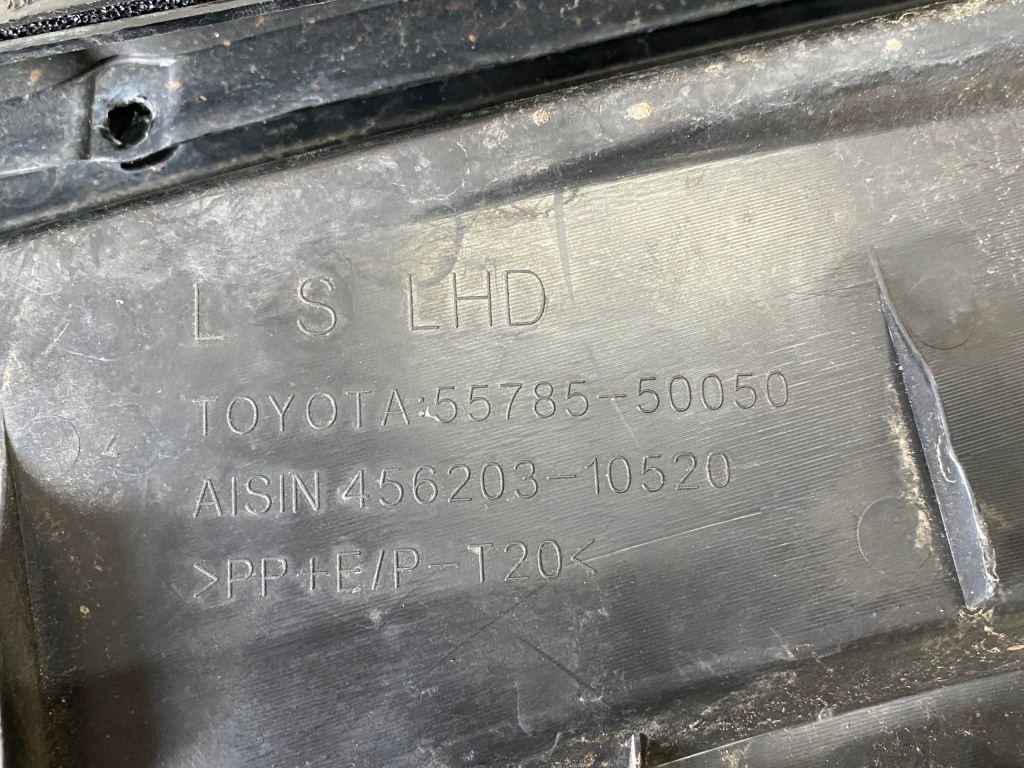 L S LHD
TOYOTA:55785-50050
AISIN 456203-10520
>PP+E/P-T20<